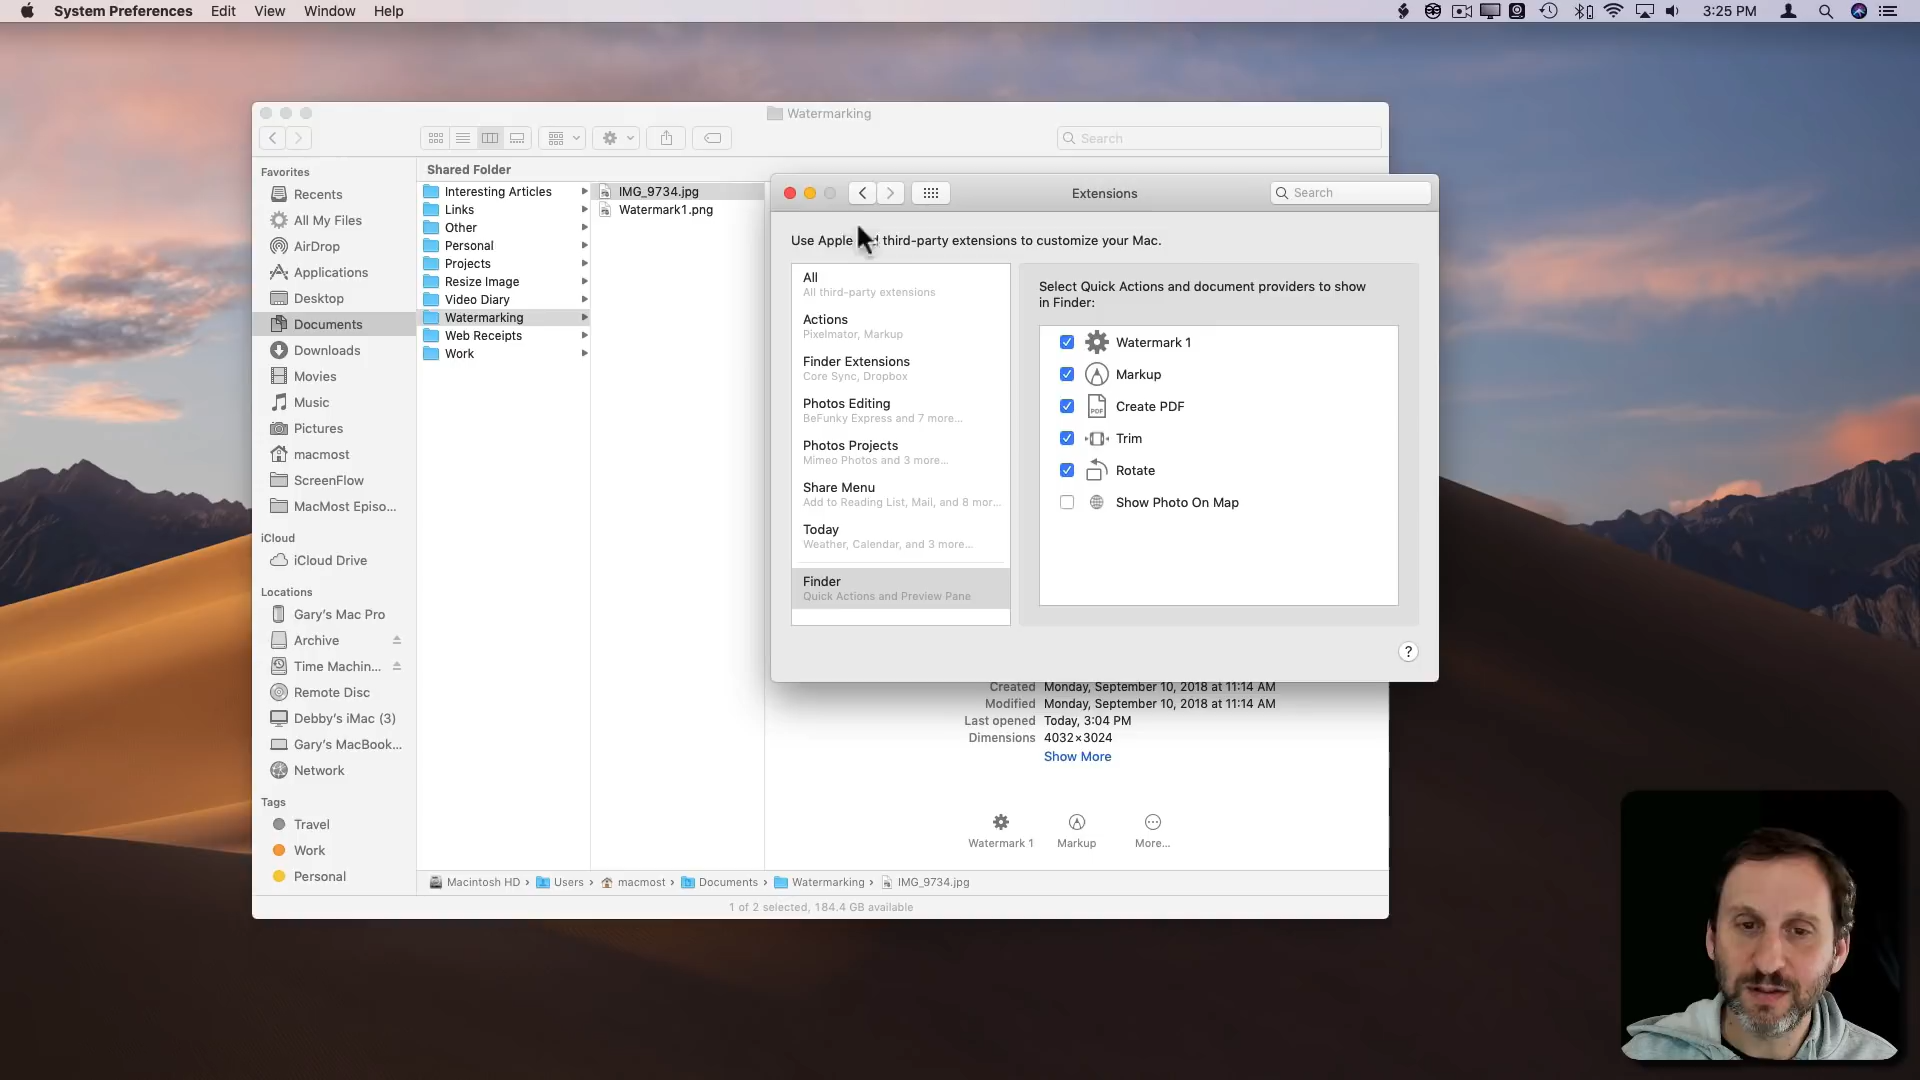 System Preferences Edit View Window Help
3:25 PM
Watermarking
Search
Favorites
Recents
All My Files
AirDrop
Applications
Desktop
Documents
Downloads
Movies
Music
Pictures
macmost
ScreenFlow
MacMost Episo...
iCloud
iCloud Drive
Locations
Gary's Mac Pro
Archive
Time Machin...
Remote Disc
Debby's iMac (3)
Gary's MacBook...
Network
Tags
Travel
Work
Personal
Shared Folder
Interesting Articles
Links
Other
Personal
Projects
Resize Image
Video Diary
Watermarking
Web Receipts
Work
IMG_9734.jpg
Watermark1.png
Extensions
Search
Use Apple third-party extensions to customize your Mac.
All
All third-party extensions
Actions
Pixelmator, Markup
Finder Extensions
Core Sync, Dropbox
Photos Editing
BeFunky Express and 7 more...
Photos Projects
Mimeo Photos and 3 more...
Share Menu
Add to Reading List, Mail, and 8 mor...
Today
Weather, Calendar, and 3 more...
Finder
Quick Actions and Preview Pane
Select Quick Actions and document providers to show
in Finder:
Watermark 1
Markup
PDF Create PDF
Trim
Rotate
Show Photo On Map
?
Created Monday, September 10, 2018 at 11:14 AM
Modified Monday, September 10, 2018 at 11:14 AM
Last opened Today, 3:04 PM
Dimensions 4032×3024
Show More
Watermark 1 Markup More...
Macintosh HD › Users › macmost › Documents › Watermarking › IMG_9734.jpg
1 of 2 selected, 184.4 GB available